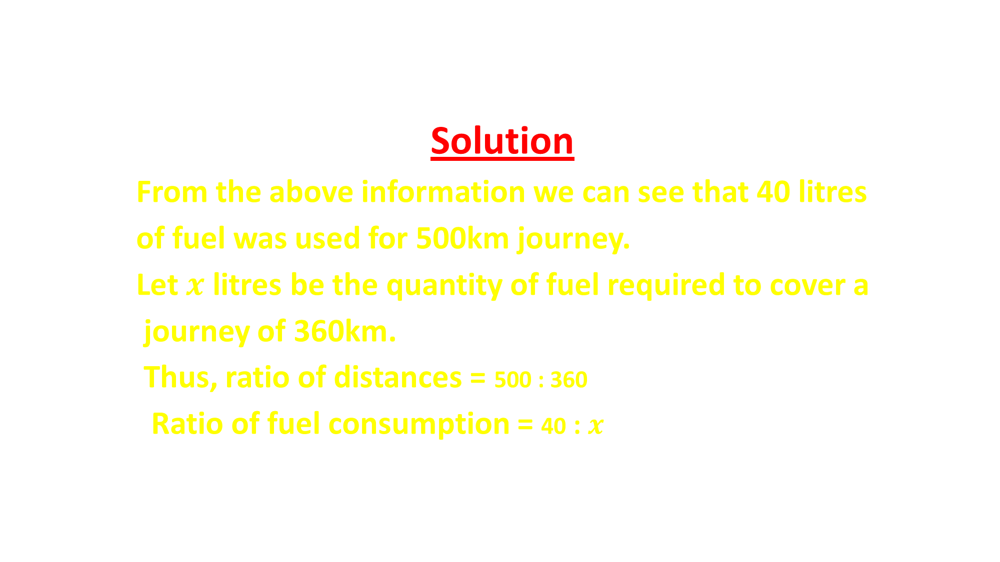 Solution
From the above information we can see that 40 litres
of fuel was used for 500km journey.
Let 𝒙 litres be the quantity of fuel required to cover a
journey of 360km.
Thus, ratio of distances = 500 : 360
Ratio of fuel consumption = 40 : 𝒙